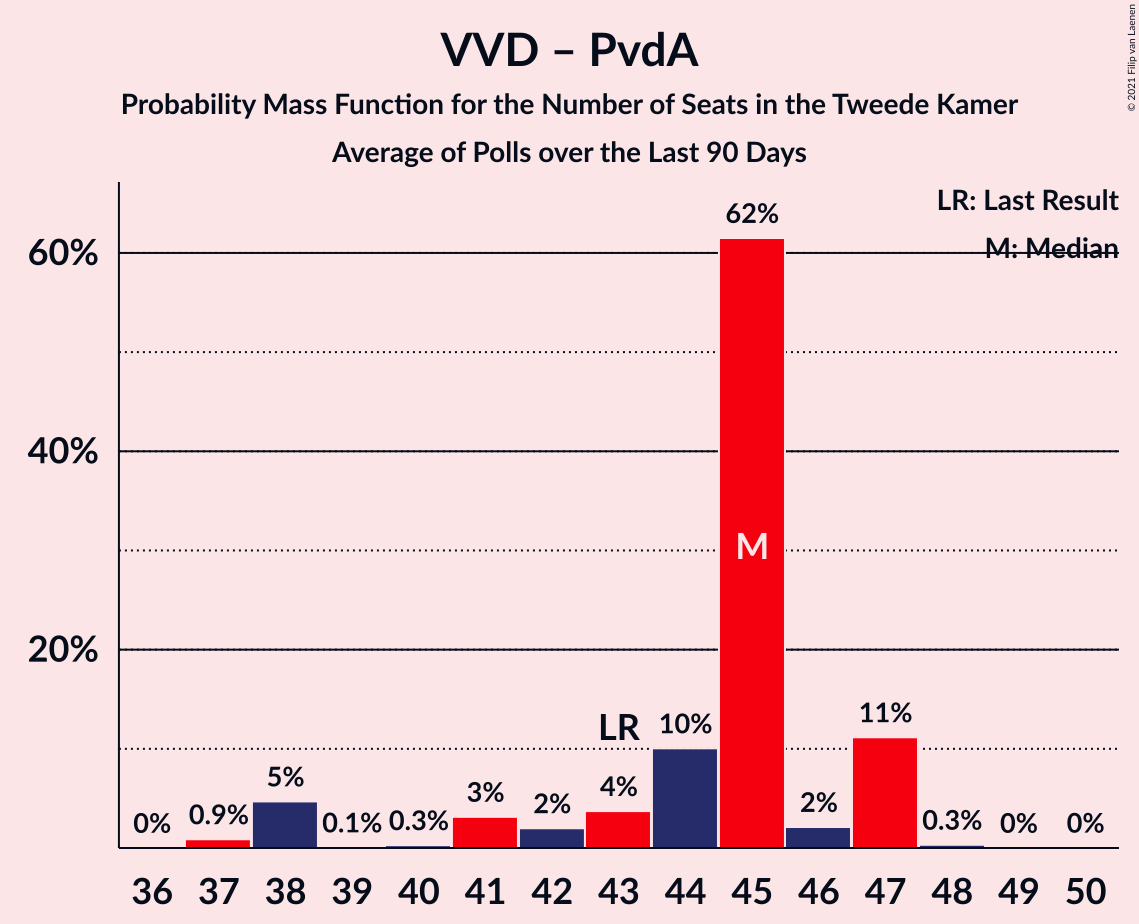 VVD – PvdA
Probability Mass Function for the Number of Seats in the Tweede Kamer
Average of Polls over the Last 90 Days
© 2021 Filip van Laenen
LR: Last Result
M: Median
60%
40%
20%
0%
0.9%
5%
0.1%
0.3%
3%
2%
LR
4%
10%
62%
M
2%
11%
0.3%
0%
0%
36 37 38 39 40 41 42 43 44 45 46 47 48 49 50